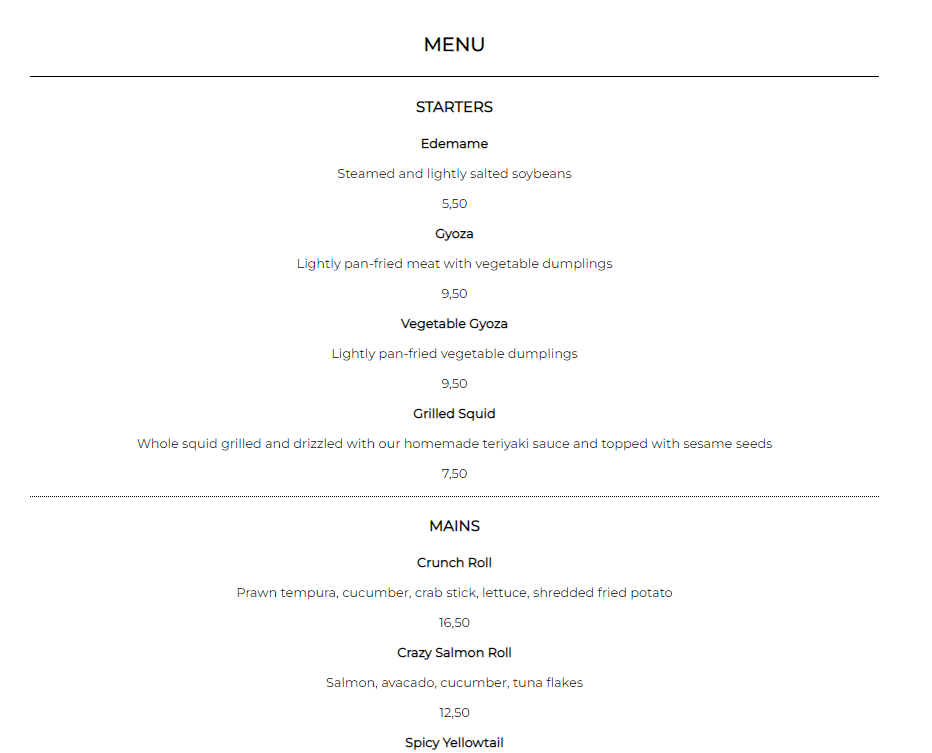 MENU
STARTERS
Edemame
Steamed and lightly salted soybeans
5,50
Gyoza
Lightly pan-fried meat with vegetable dumplings
9,50
Vegetable Gyoza
Lightly pan-fried vegetable dumplings
9,50
Grilled Squid
Whole squid grilled and drizzled with our homemade teriyaki sauce and topped with sesame seeds
7,50
MAINS
Crunch Roll
Prawn tempura, cucumber, crab stick, lettuce, shredded fried potato
16,50
Crazy Salmon Roll
Salmon, avacado, cucumber, tuna flakes
12,50
Spicy Yellowtail